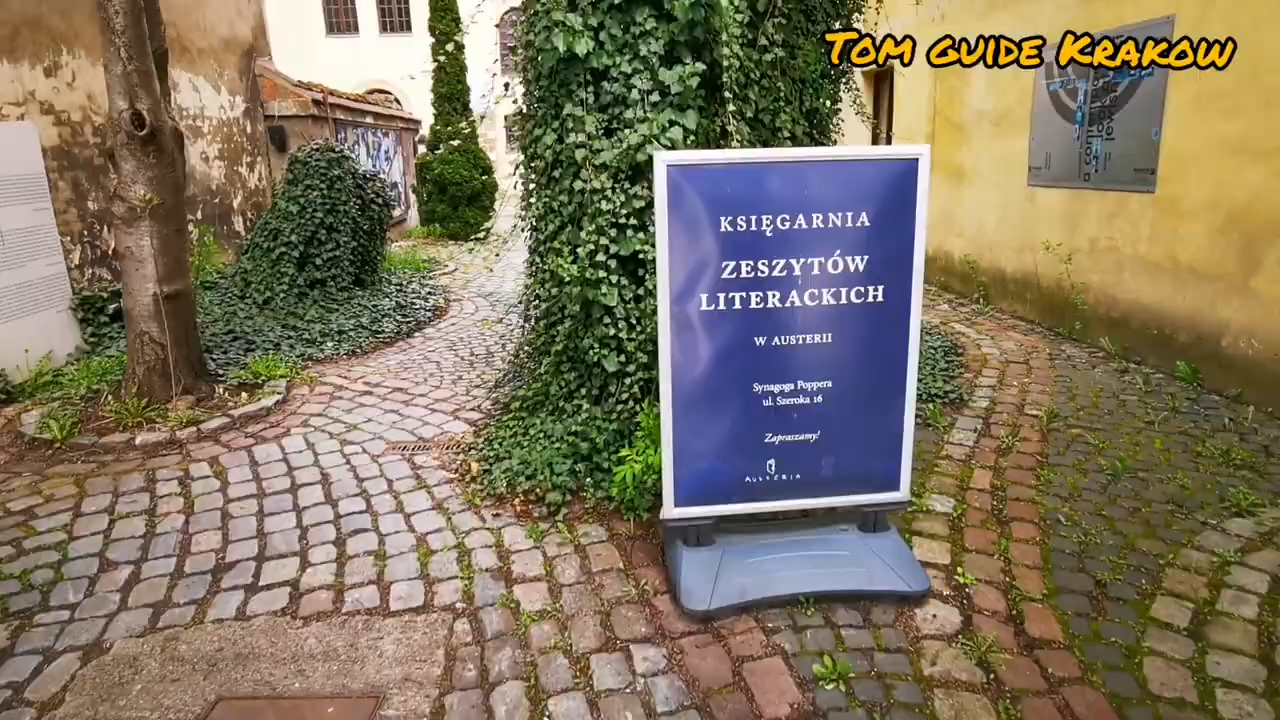 Tom guide Krakow
KSIĘGARNIA
ZESZYTÓW
LITERACKICH
W AUSTERII
Synagoga Poppera
ul. Szeroka 16
Zapraszamy!
AUSTERIA